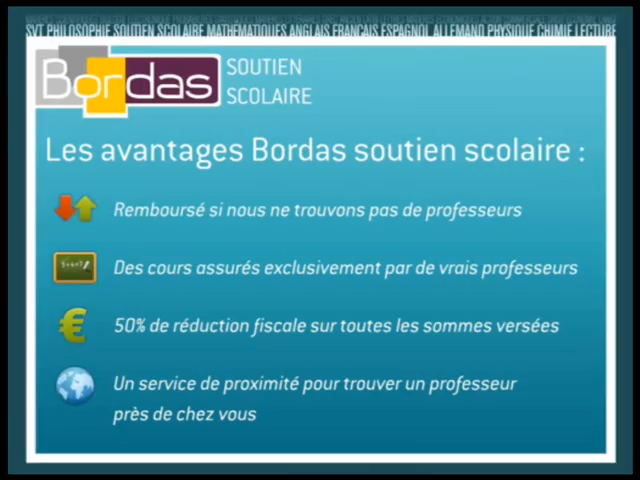 SVT PHILOSOPHIE SOUTIEN SCOLAIRE MATHÉMATIQUES ANGLAIS FRANÇAIS ESPAGNOL ALLEMAND PHYSIQUE CHIMIE LECTURE
Bordas
SOUTIEN
SCOLAIRE
Les avantages Bordas soutien scolaire :
Remboursé si nous ne trouvons pas de professeurs
Des cours assurés exclusivement par de vrais professeurs
€
50% de réduction fiscale sur toutes les sommes versées
Un service de proximité pour trouver un professeur
près de chez vous